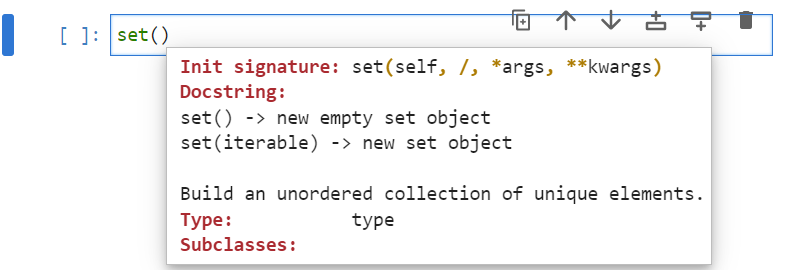 [ ]: set()
Init signature: set(self, /, *args, **kwargs)
Docstring:
set() -> new empty set object
set(iterable) -> new set object
Build an unordered collection of unique elements.
Type: type
Subclasses: